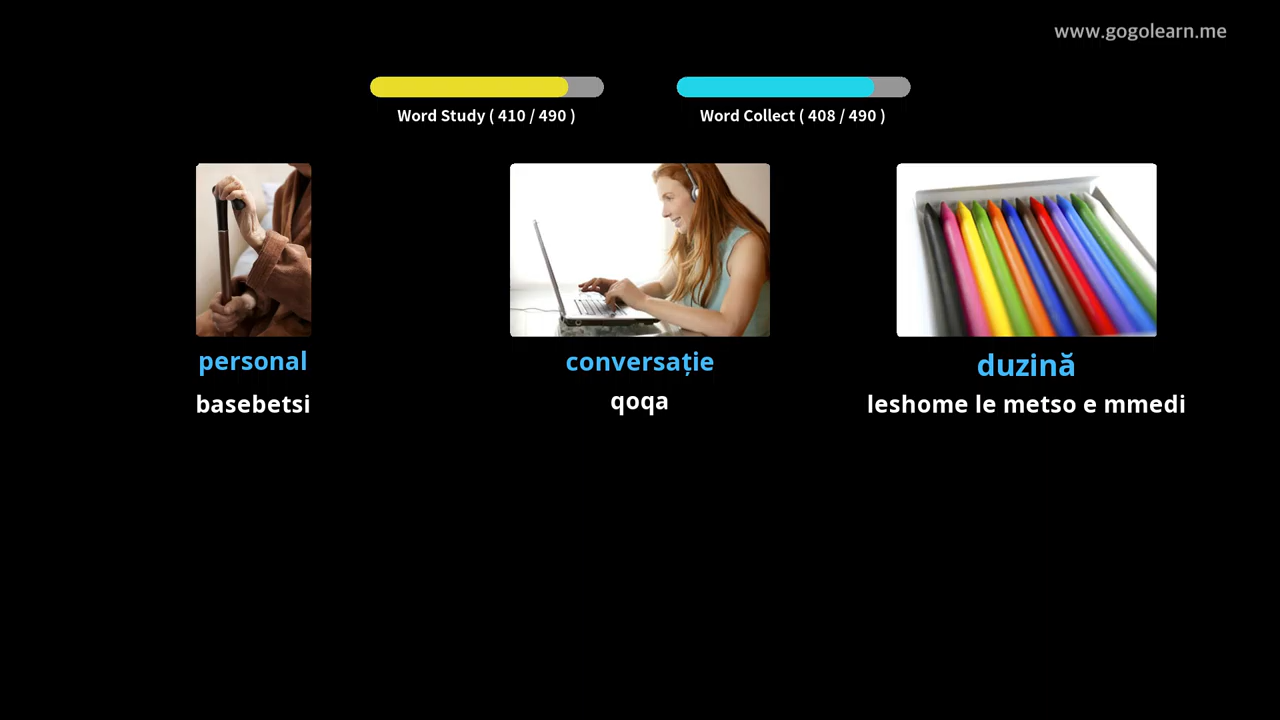 www.gogolearn.me
Word Study ( 410 / 490 )
Word Collect ( 408 / 490 )
personal
conversație
duzină
basebetsi
qoqa
leshome le metso e mmedi